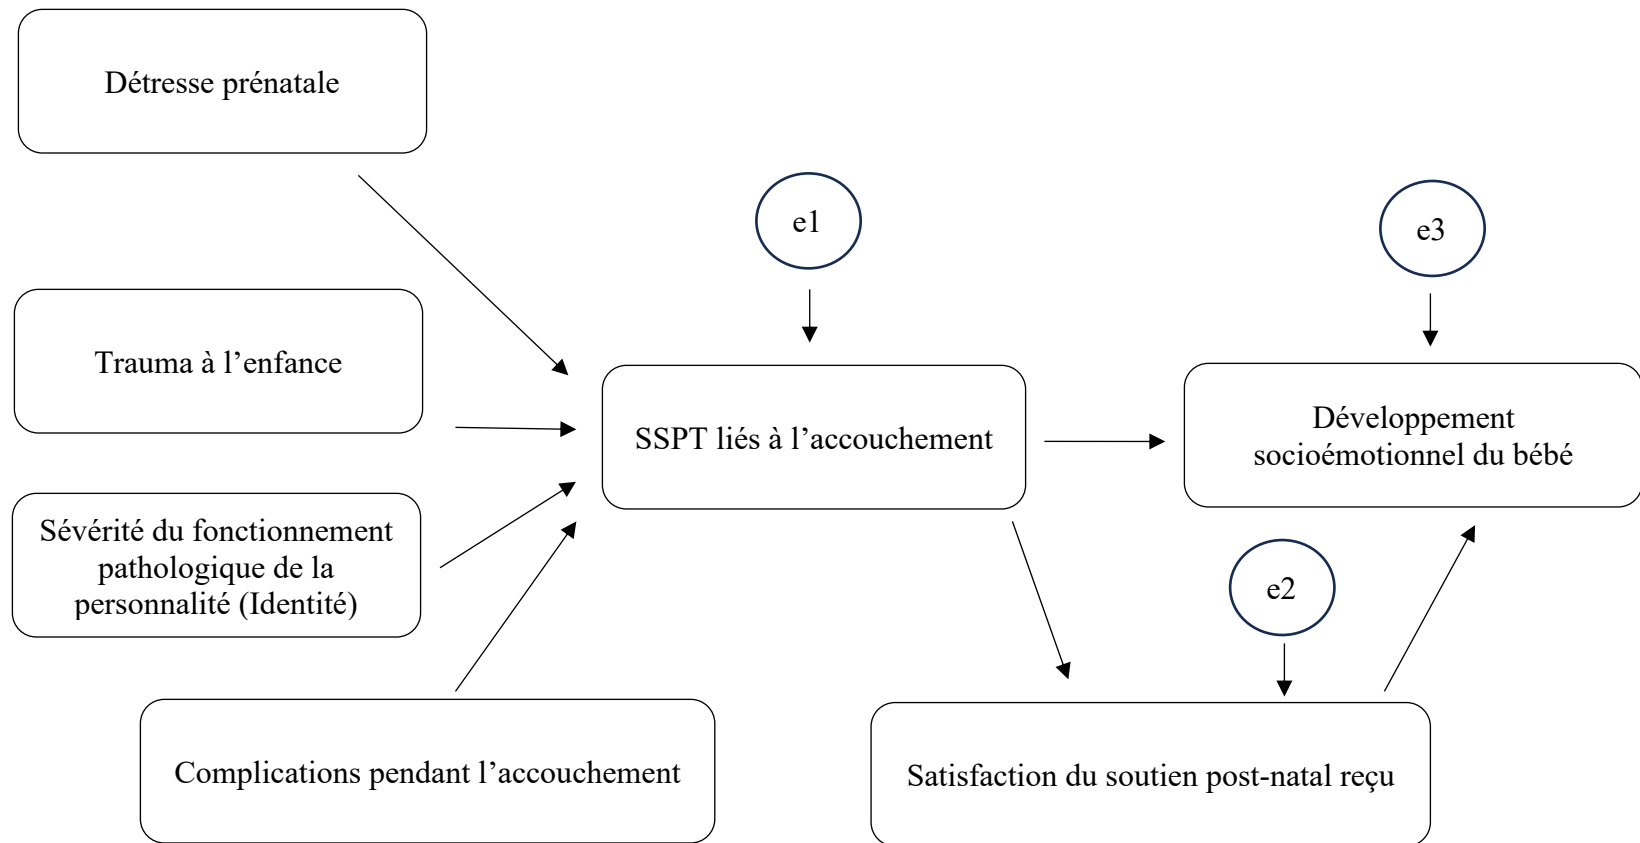 Détresse prénatale
e1
e3
Trauma à l’enfance
SSPT liés à l’accouchement
Développement
socioémotionnel du bébé
Sévérité du fonctionnement
pathologique de la
personnalité (Identité)
e2
Complications pendant l’accouchement
Satisfaction du soutien post-natal reçu